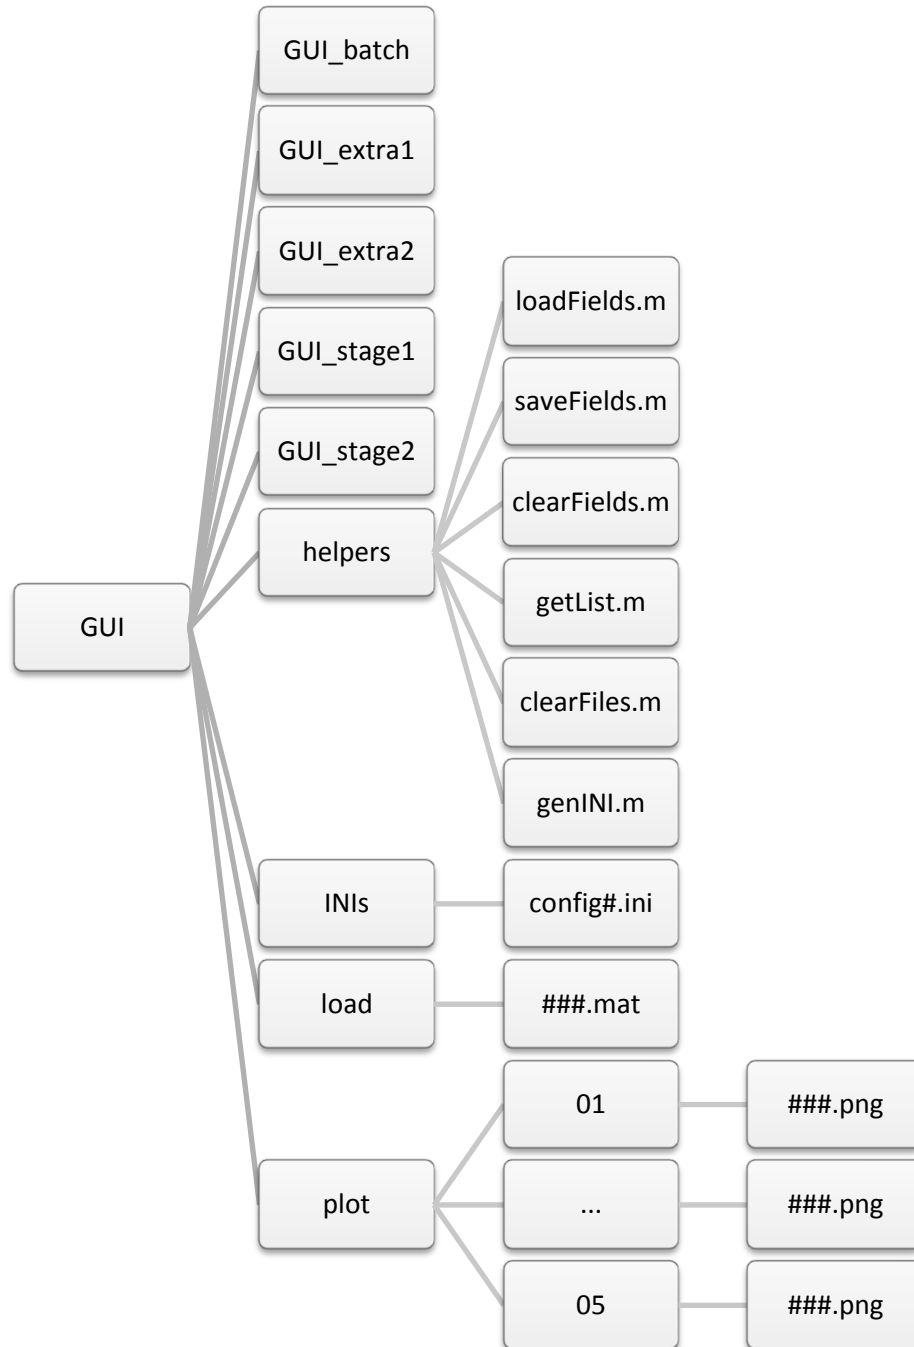 GUI_batch
GUI_extra1
GUI_extra2
GUI_stage1
GUI_stage2
helpers
loadFields.m
saveFields.m
clearFields.m
getList.m
clearFiles.m
genINI.m
GUI
INIs
config#.ini
load
###.mat
plot
01
###.png
...
###.png
05
###.png